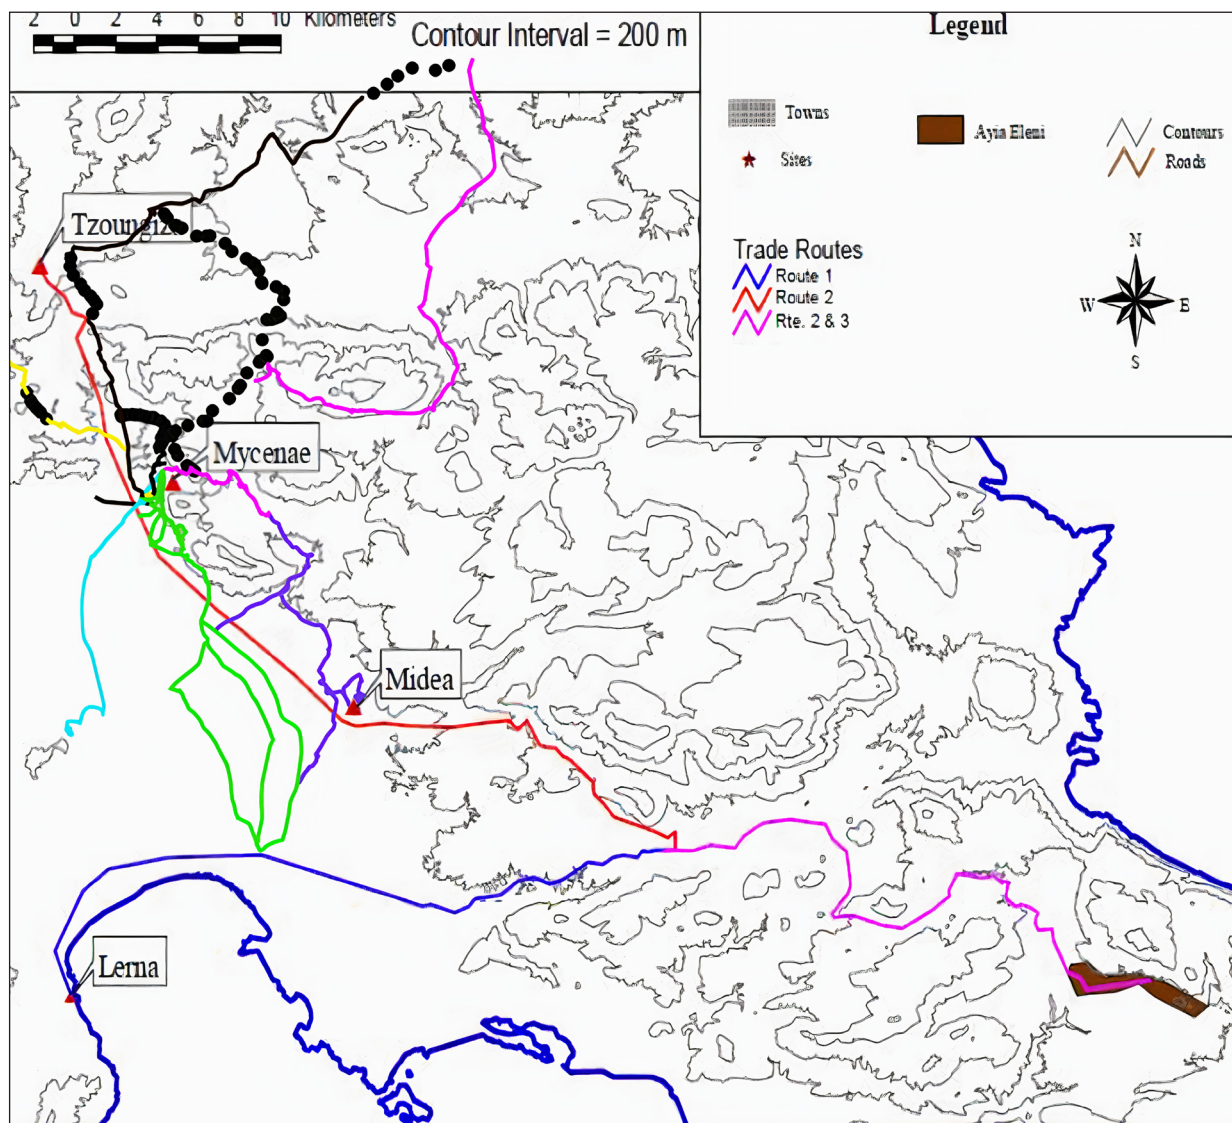 2 0 2 4 6 8 10 Kilometers
Contour Interval = 200 m
Legend
Towns
Sites
Ayia Eleni
Contours
Roads
Trade Routes
Route 1
Route 2
Rte. 2 & 3
N
W E
S
Tzoungiza
Mycenae
Midea
Lerna